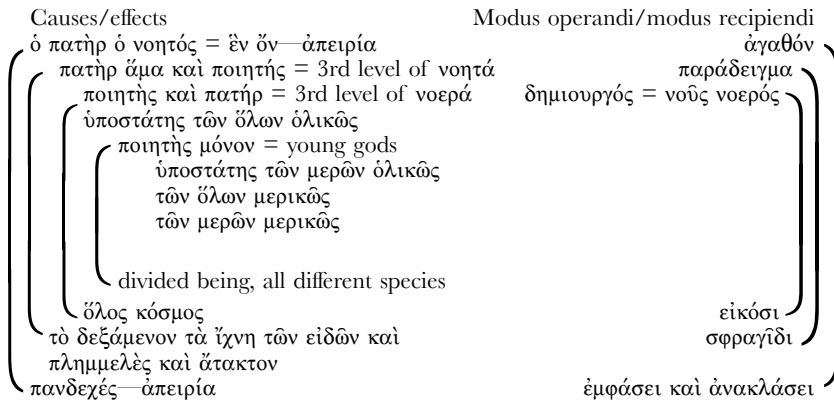 Causes/effects Modus operandi/modus recipiendi
ὁ πατὴρ ὁ νοητός = ἓν ὄν—ἀπειρία ἀγαθόν
πατὴρ ἅμα καὶ ποιητής = 3rd level of νοητά παράδειγμα
ποιητὴς καὶ πατήρ = 3rd level of νοερά δημιουργός = νοῦς νοερός
ὑποστάτης τῶν ὅλων ὁλικῶς
ποιητὴς μόνον = young gods
ὑποστάτης τῶν μερῶν ὁλικῶς
τῶν ὅλων μερικῶς
τῶν μερῶν μερικῶς
divided being, all different species
ὅλος κόσμος εἰκόσι
τὸ δεξάμενον τὰ ἴχνη τῶν εἰδῶν καὶ σφραγῖδι
πλημμελὲς καὶ ἄτακτον
πανδεχές—ἀπειρία ἐμφάσει καὶ ἀνακλάσει